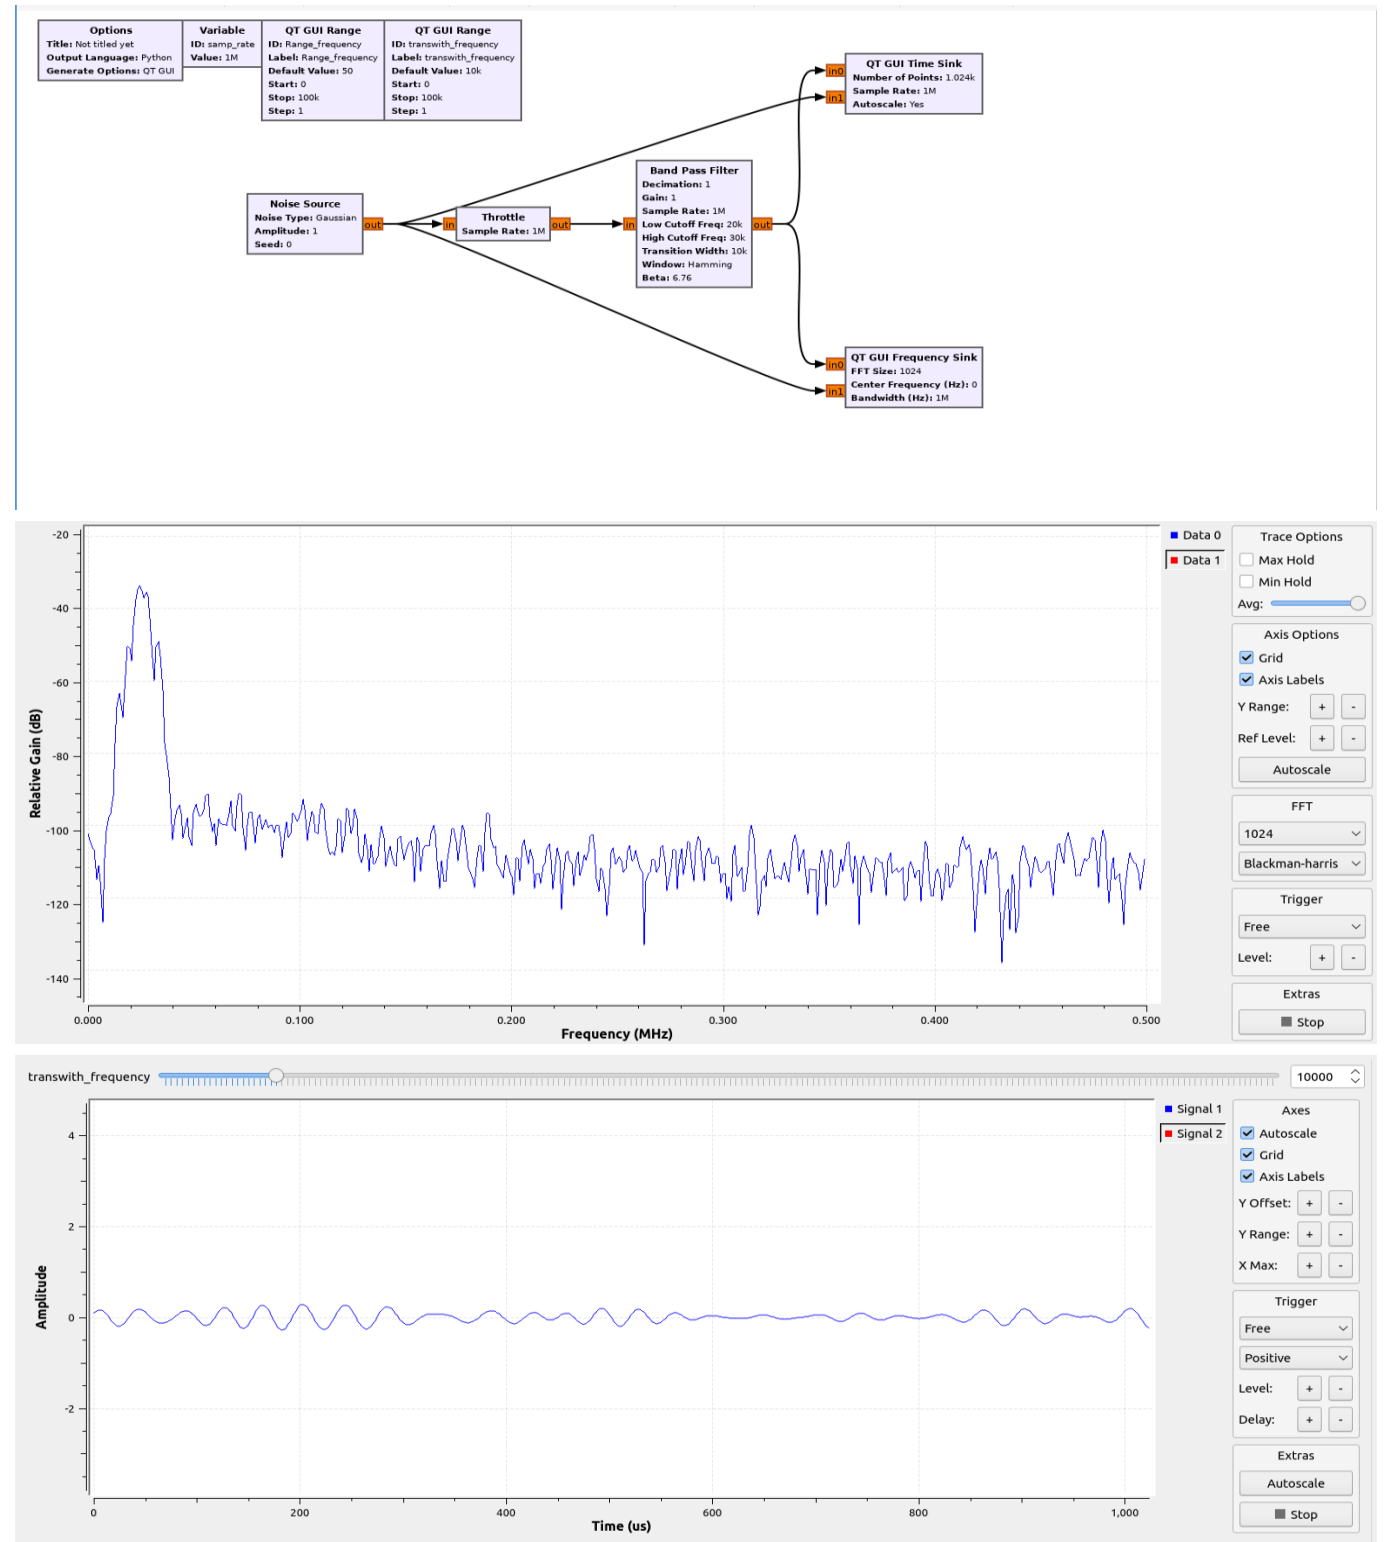 Options
Title: Not titled yet
Output Language: Python
Generate Options: QT GUI
Variable
ID: samp_rate
Value: 1M
QT GUI Range
ID: Range_frequency
Label: Range_frequency
Default Value: 50
Start: 0
Stop: 100k
Step: 1
QT GUI Range
ID: transwith_frequency
Label: transwith_frequency
Default Value: 10k
Start: 0
Stop: 100k
Step: 1
in0
in1
QT GUI Time Sink
Number of Points: 1.024k
Sample Rate: 1M
Autoscale: Yes
Noise Source
Noise Type: Gaussian
Amplitude: 1
Seed: 0
out
in
Throttle
Sample Rate: 1M
out
in
Band Pass Filter
Decimation: 1
Gain: 1
Sample Rate: 1M
Low Cutoff Freq: 20k
High Cutoff Freq: 30k
Transition Width: 10k
Window: Hamming
Beta: 6.76
out
in0
in1
QT GUI Frequency Sink
FFT Size: 1024
Center Frequency (Hz): 0
Bandwidth (Hz): 1M
Relative Gain (dB)
-20
-40
-60
-80
-100
-120
-140
0.000
0.100
0.200
0.300
0.400
0.500
Frequency (MHz)
Data 0
Data 1
Trace Options
Max Hold
Min Hold
Avg:
Axis Options
Grid
Axis Labels
Y Range: + -
Ref Level: + -
Autoscale
FFT
1024
Blackman-harris
Trigger
Free
Level: + -
Extras
Stop
transwith_frequency
10000
Amplitude
4
2
0
-2
0
200
400
600
800
1,000
Time (us)
Signal 1
Signal 2
Axes
Autoscale
Grid
Axis Labels
Y Offset: + -
Y Range: + -
X Max: + -
Trigger
Free
Positive
Level: + -
Delay: + -
Extras
Autoscale
Stop